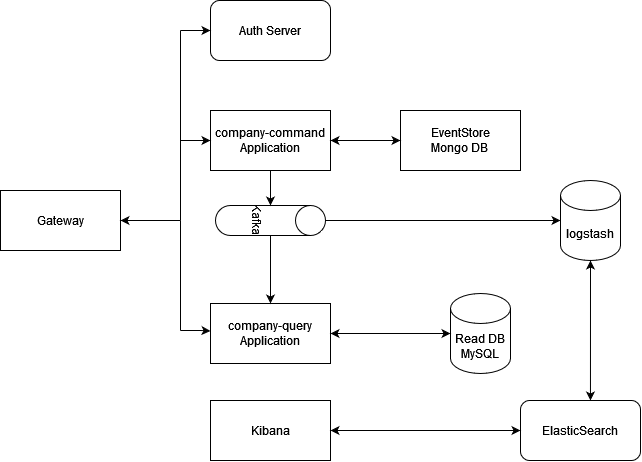 Auth Server
company-command
Application
EventStore
Mongo DB
Gateway
Kafka
logstash
company-query
Application
Read DB
MySQL
Kibana
ElasticSearch